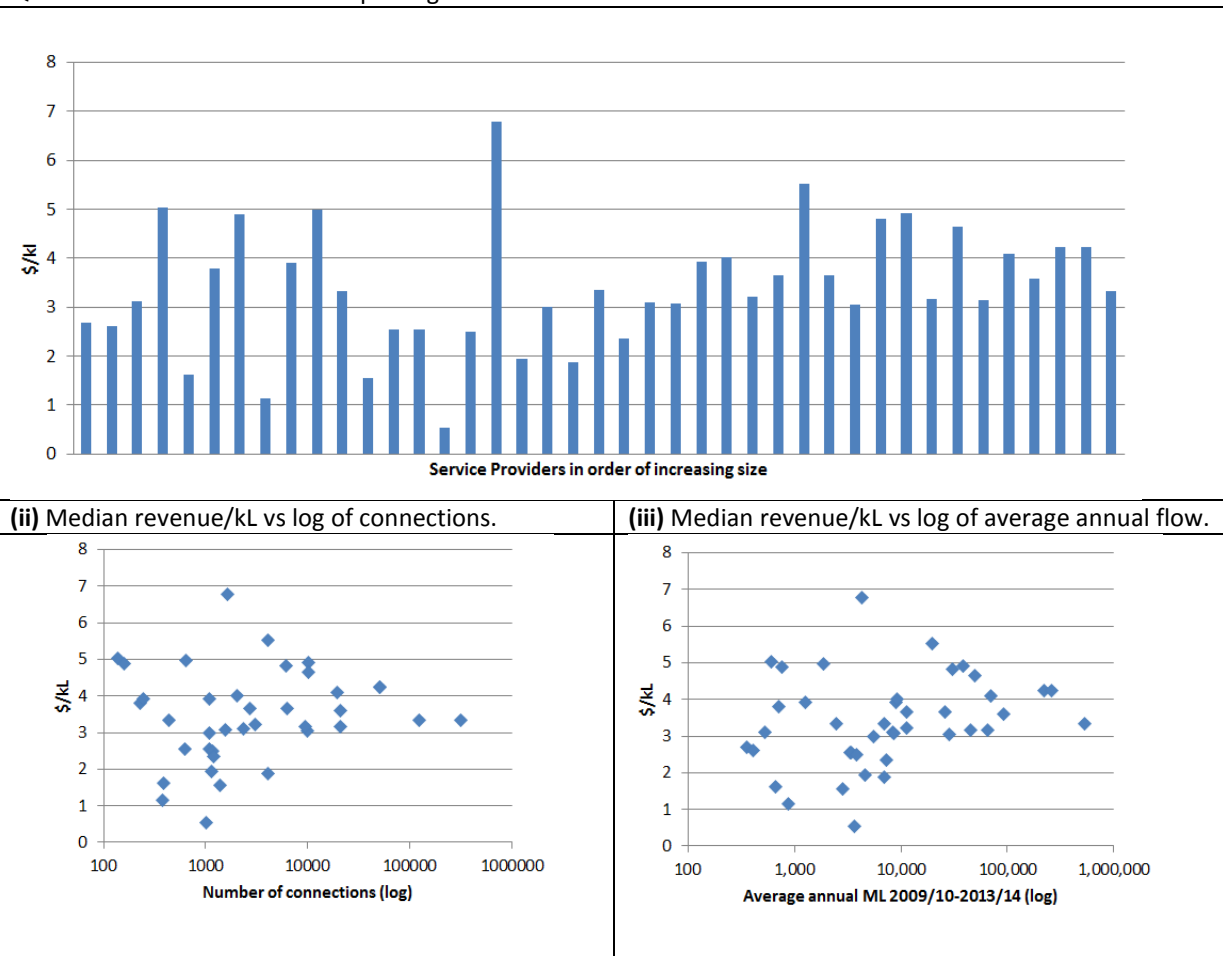 8
7
6
5
4
3
2
1
0
$/kl
Service Providers in order of increasing size
(ii) Median revenue/kL vs log of connections.
8
7
6
5
4
3
2
1
0
$/kL
100 1000 10000 100000 1000000
Number of connections (log)
(iii) Median revenue/kL vs log of average annual flow.
8
7
6
5
4
3
2
1
0
$/kL
100 1,000 10,000 100,000 1,000,000
Average annual ML 2009/10-2013/14 (log)